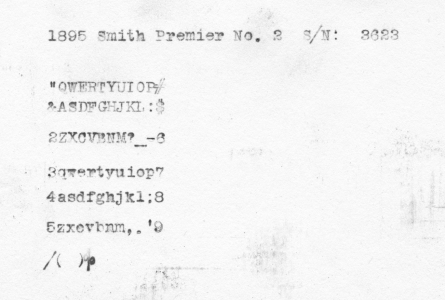 1895 Smith Premier No. 2 S/N: 3623
"QWERTYUIOP#
&ASDFGHJKL:$
2ZXCVBNM?_-6
3qwertyuiop7
4asdfghjkl;8
5zxcvbnm,.'9
/( )